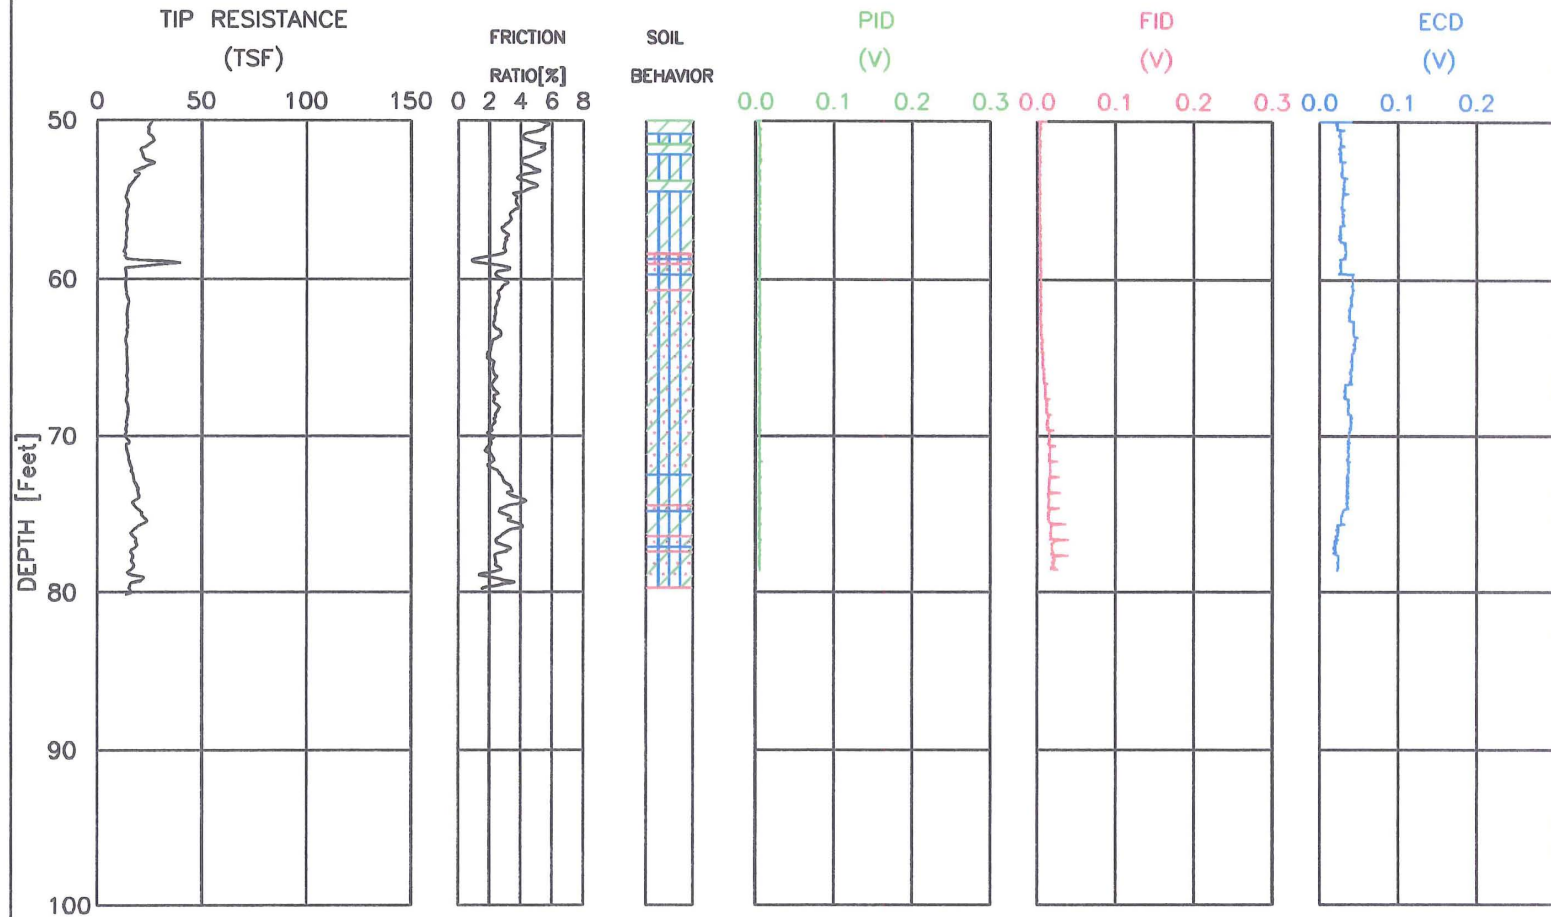 TIP RESISTANCE
(TSF)
FRICTION
RATIO[%]
SOIL
BEHAVIOR
PID
(V)
FID
(V)
ECD
(V)
0 50 100 150
0 2 4 6 8
0.0 0.1 0.2 0.3
0.0 0.1 0.2 0.3
0.0 0.1 0.2
50
60
70
80
90
100
DEPTH [Feet]